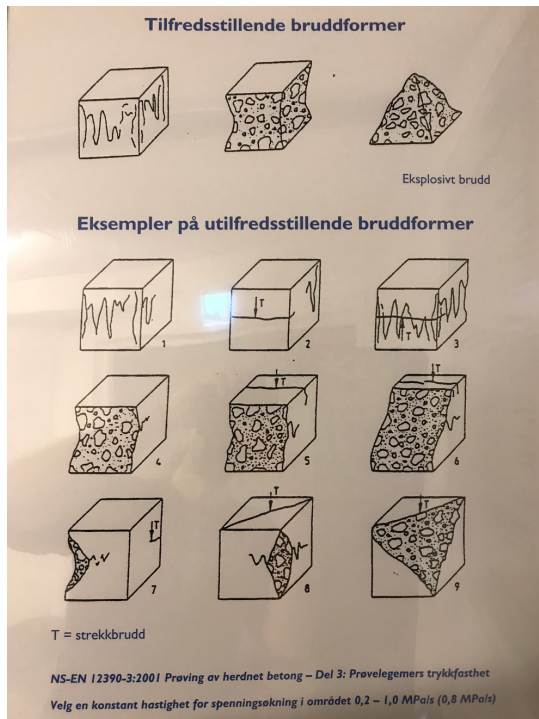 Tilfredsstillende bruddformer
Eksplosivt brudd
Eksempler på utilfredsstillende bruddformer
1
T
2
T
3
4
T
5
T
6
T
7
T
8
T
9
T = strekkbrudd
NS-EN 12390-3:2001 Prøving av herdnet betong – Del 3: Prøvelegemers trykkfasthet
Velg en konstant hastighet for spenningsøkning i området 0,2 – 1,0 MPa/s (0,8 MPa/s)